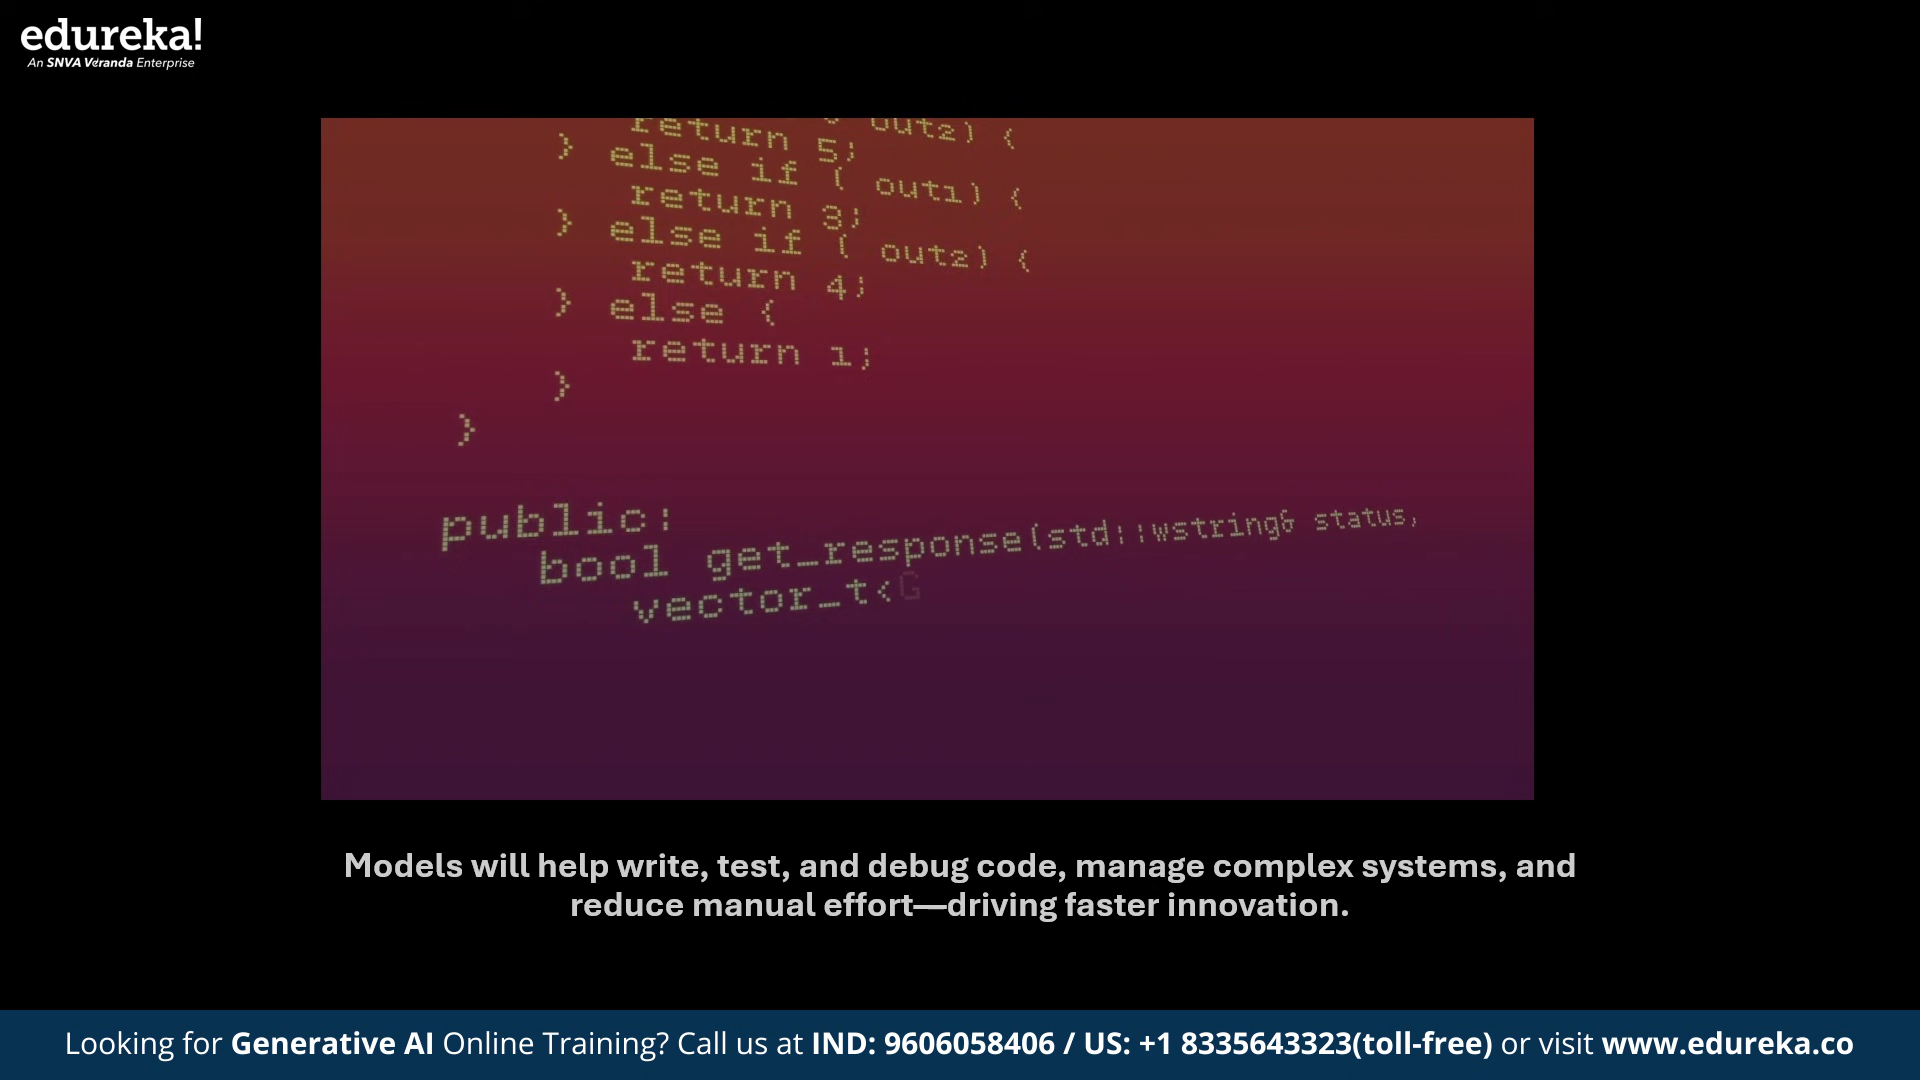 edureka!
An SNVA Veranda Enterprise
return 5;
out2) {
} else if ( out1) {
return 3;
} else if ( out2) {
return 4;
} else {
return 1;
}
}
public:
bool get_response(std::wstring& status,
vector_t<G
Models will help write, test, and debug code, manage complex systems, and
reduce manual effort—driving faster innovation.
Looking for Generative AI Online Training? Call us at IND: 9606058406 / US: +1 8335643323(toll-free) or visit www.edureka.co